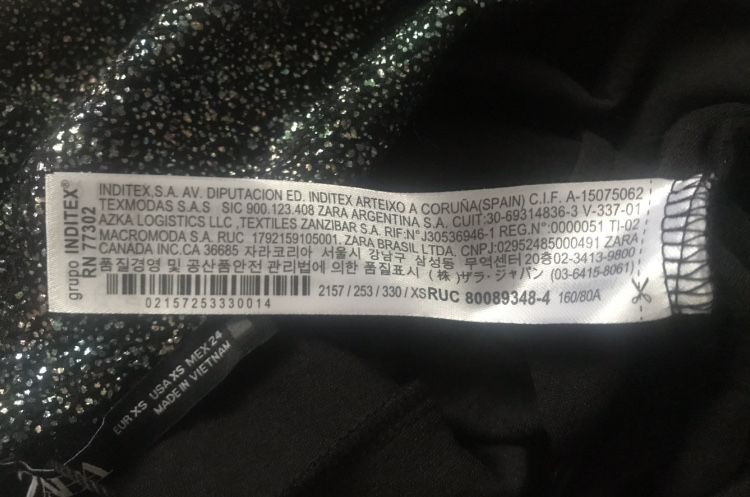 grupo INDITEX®
RN 77302
INDITEX,S.A. AV. DIPUTACION ED. INDITEX ARTEIXO A CORUÑA(SPAIN) C.I.F. A-15075062
TEXMODAS S.A.S SIC 900.123.408 ZARA ARGENTINA S.A. CUIT:30-69314836-3 V-337-01
AZKA LOGISTICS LLC ,TEXTILES ZANZIBAR S.A. RIF:N°J30536946-1 REG.N°:0000051 TI-02
MACROMODA S.A. RUC 1792159105001. ZARA BRASIL LTDA. CNPJ:02952485000491 ZARA
CANADA INC.CA 36685 자라코리아 서울시 강남구 삼성동 무역센터 20층 02-3413-9800
품질경영 및 공산품안전 관리법에 의한 품질표시 (株)ザラ・ジャパン (03-6415-8061)
02157253330014
2157 / 253 / 330 / XS RUC 80089348-4 160/80A
EUR XS USA XS MEX 24
MADE IN VIETNAM